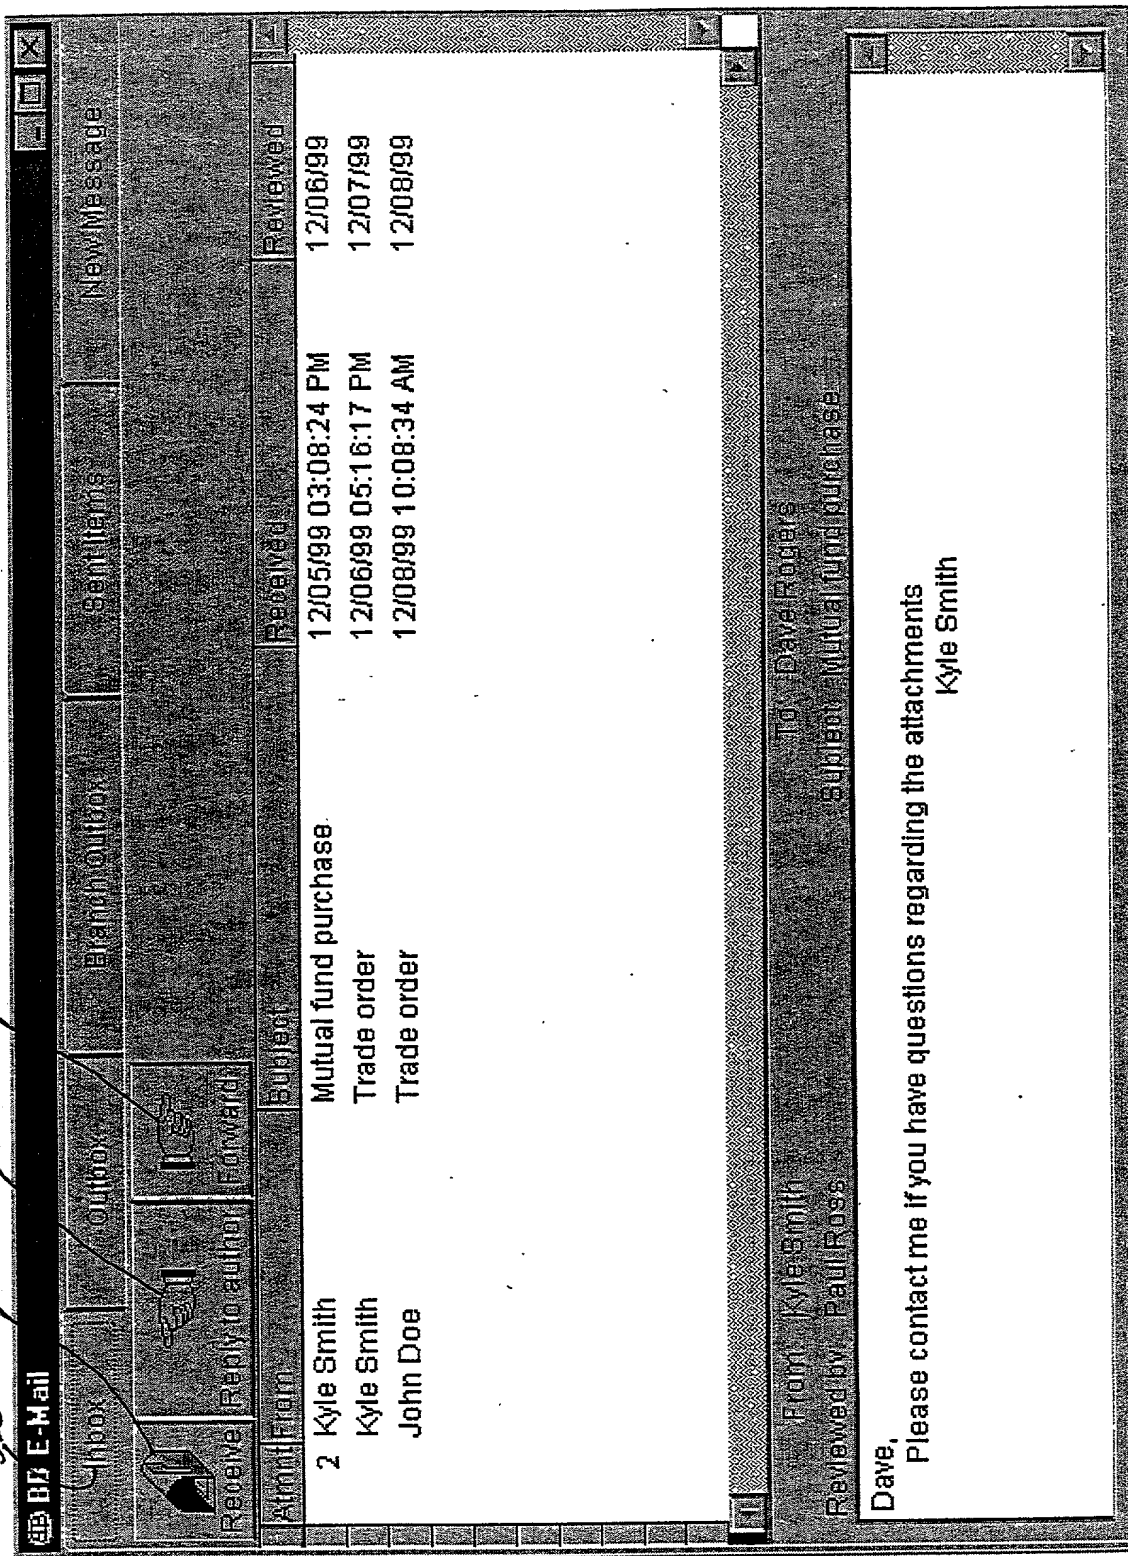 BD E-Mail
Inbox Outbox Branch Outbox Sent Items New Message
Receive Reply to author Forward
Atmnt From Subject Received Reviewed
2 Kyle Smith Mutual fund purchase 12/05/99 03:08:24 PM 12/06/99
Kyle Smith Trade order 12/06/99 05:16:17 PM 12/07/99
John Doe Trade order 12/08/99 10:08:34 AM 12/08/99
From: Kyle Smith To: Dave Rogers
Reviewed by: Paul Ross Subject: Mutual fund purchase
Dave,
Please contact me if you have questions regarding the attachments
Kyle Smith